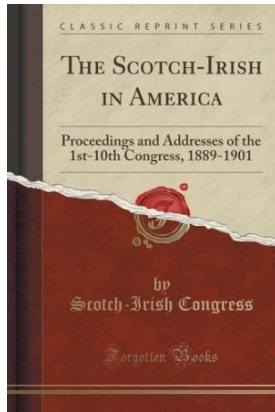 CLASSIC REPRINT SERIES
THE SCOTCH-IRISH
IN AMERICA
Proceedings and Addresses of the
1st-10th Congress, 1889-1901
by
Scotch-Irish Congress
Forgotten Books